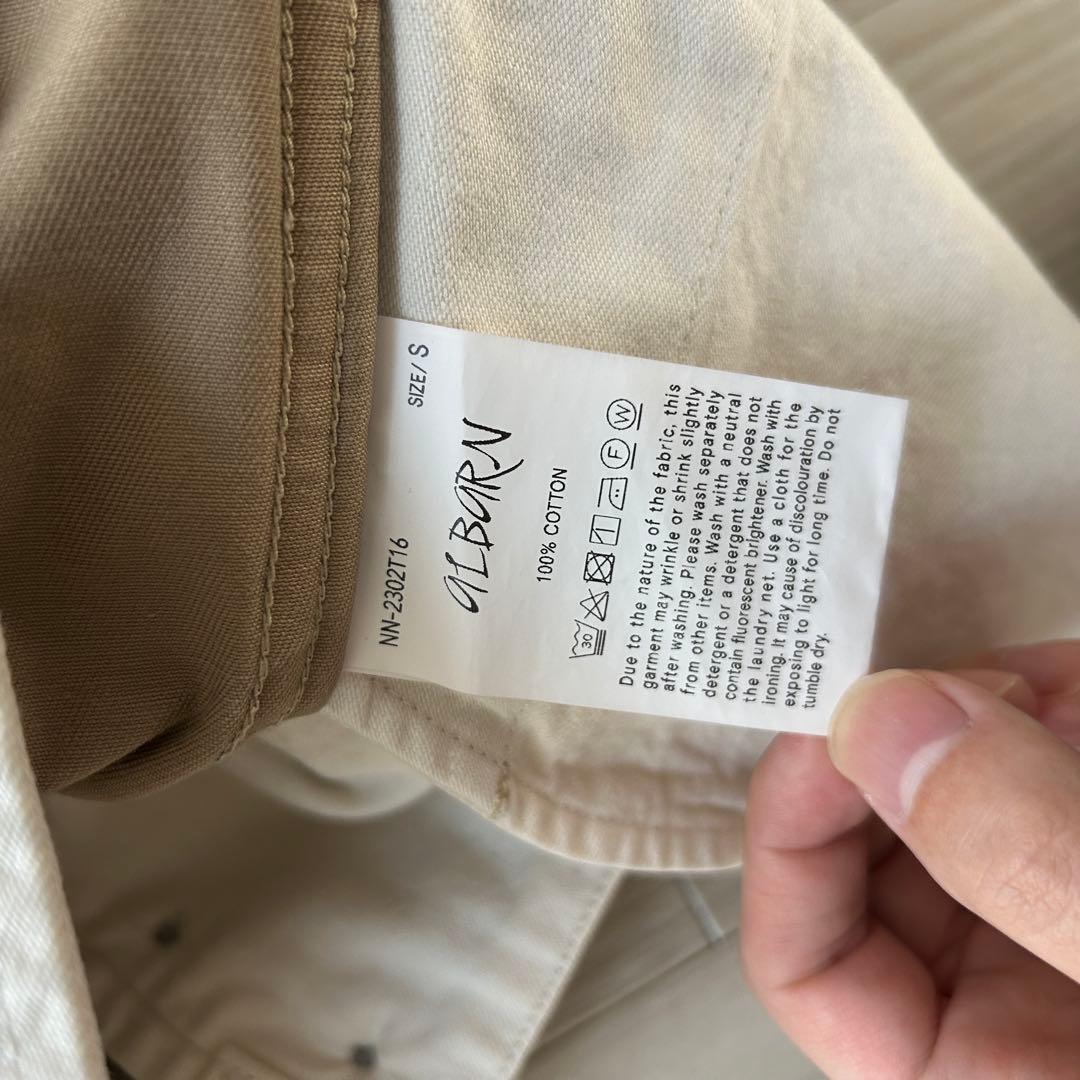 NN-2302T16 SIZE/ S
ALBORN
100% COTTON
30 F W
Due to the nature of the fabric, this
garment may wrinkle or shrink slightly
after washing. Please wash separately
from other items. Wash with a neutral
detergent or a detergent that does not
contain fluorescent brightener. Wash with
the laundry net. Use a cloth for the
ironing. It may cause of discolouration by
exposing to light for long time. Do not
tumble dry.